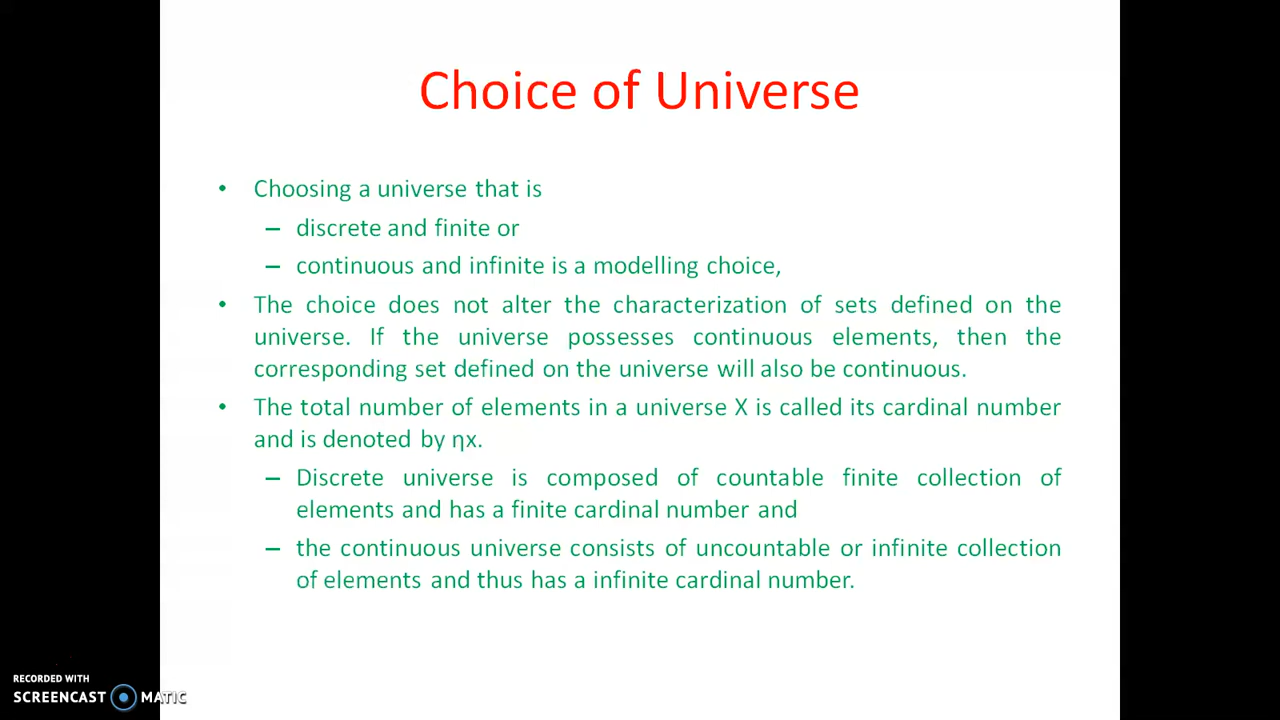 Choice of Universe
• Choosing a universe that is
– discrete and finite or
– continuous and infinite is a modelling choice,
• The choice does not alter the characterization of sets defined on the
universe. If the universe possesses continuous elements, then the
corresponding set defined on the universe will also be continuous.
• The total number of elements in a universe X is called its cardinal number
and is denoted by ηx.
– Discrete universe is composed of countable finite collection of
elements and has a finite cardinal number and
– the continuous universe consists of uncountable or infinite collection
of elements and thus has a infinite cardinal number.
RECORDED WITH
SCREENCAST MATIC